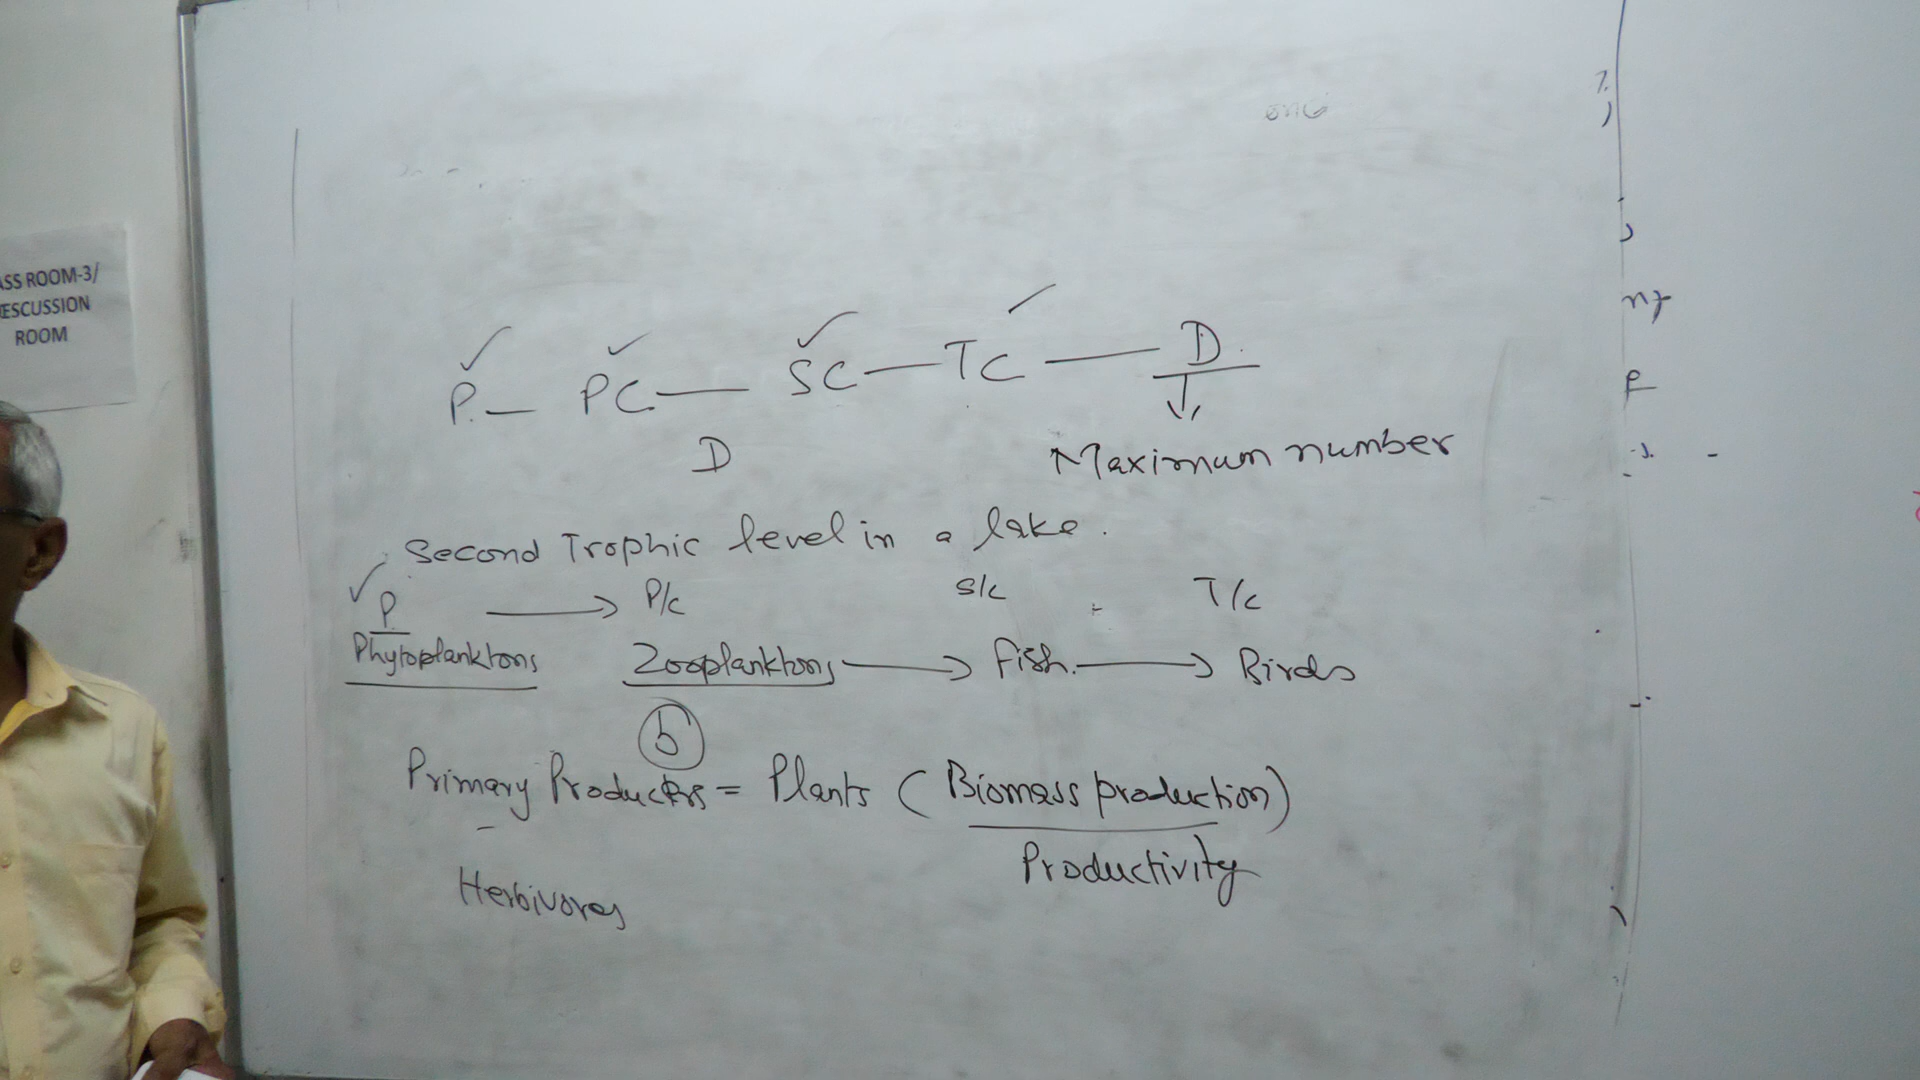 ASS ROOM-3/
ESCUSSION
ROOM
P. — PC — SC — TC — D.
D
Maximum number
Second Trophic level in a lake.
P. → P/c S/c T/c
Phytoplanktons Zooplanktons → Fish. → Birds
b
Primary Producers = Plants (Biomass production)
Productivity
Herbivores